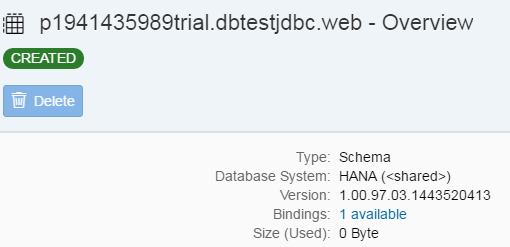 p1941435989trial.dbtestjdbc.web - Overview
CREATED
Delete
Type: Schema
Database System: HANA (<shared>)
Version: 1.00.97.03.1443520413
Bindings: 1 available
Size (Used): 0 Byte